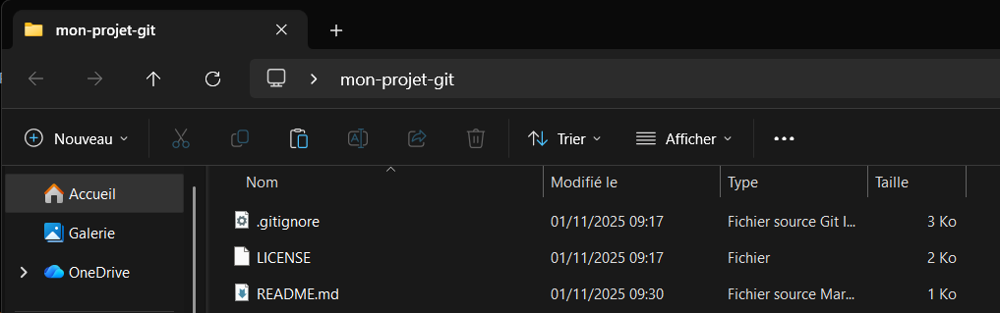 mon-projet-git
mon-projet-git
Nouveau
Trier
Afficher
Accueil
Galerie
OneDrive
Nom Modifié le Type Taille
.gitignore 01/11/2025 09:17 Fichier source Git I... 3 Ko
LICENSE 01/11/2025 09:17 Fichier 2 Ko
README.md 01/11/2025 09:30 Fichier source Mar... 1 Ko